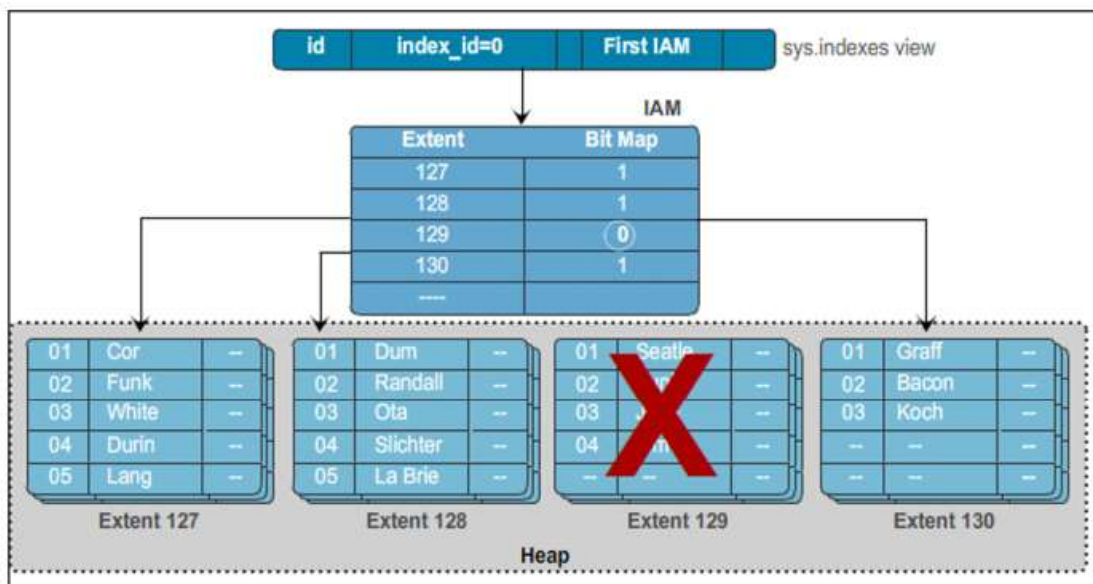 id index_id=0 First IAM sys.indexes view
IAM
Extent Bit Map
127 1
128 1
129 0
130 1
----
01 Cor --
02 Funk --
03 White --
04 Durin --
05 Lang --
Extent 127
01 Dum --
02 Randall --
03 Ota --
04 Slichter --
05 La Brie --
Extent 128
01 Seatle --
02 --
03 --
04 --
-- -- --
Extent 129
01 Graff --
02 Bacon --
03 Koch --
-- -- --
-- -- --
Extent 130
Heap